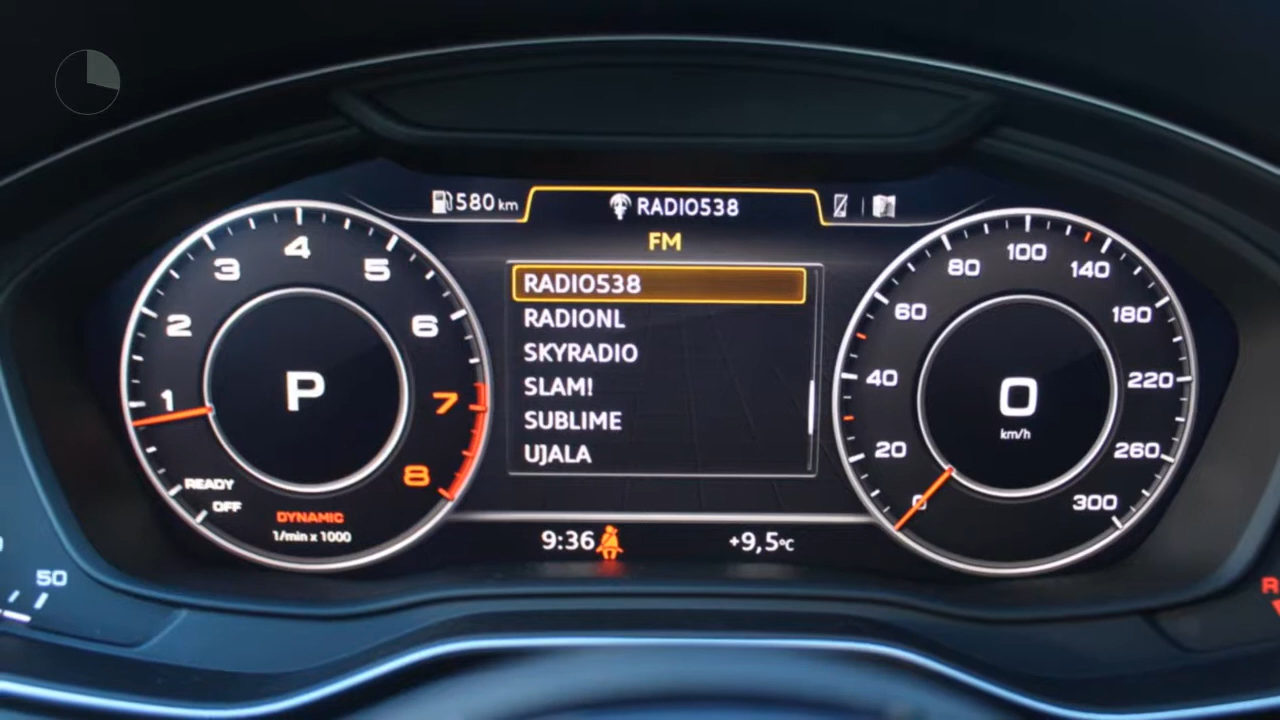 580 km
RADIO538
FM
RADIO538
RADIONL
SKYRADIO
SLAM!
SUBLIME
UJALA
9:36
+9,5°C
1
2
3
4
5
6
7
8
P
READY
OFF
DYNAMIC
1/min x 1000
0
20
40
60
80
100
140
180
220
260
300
0
km/h
50